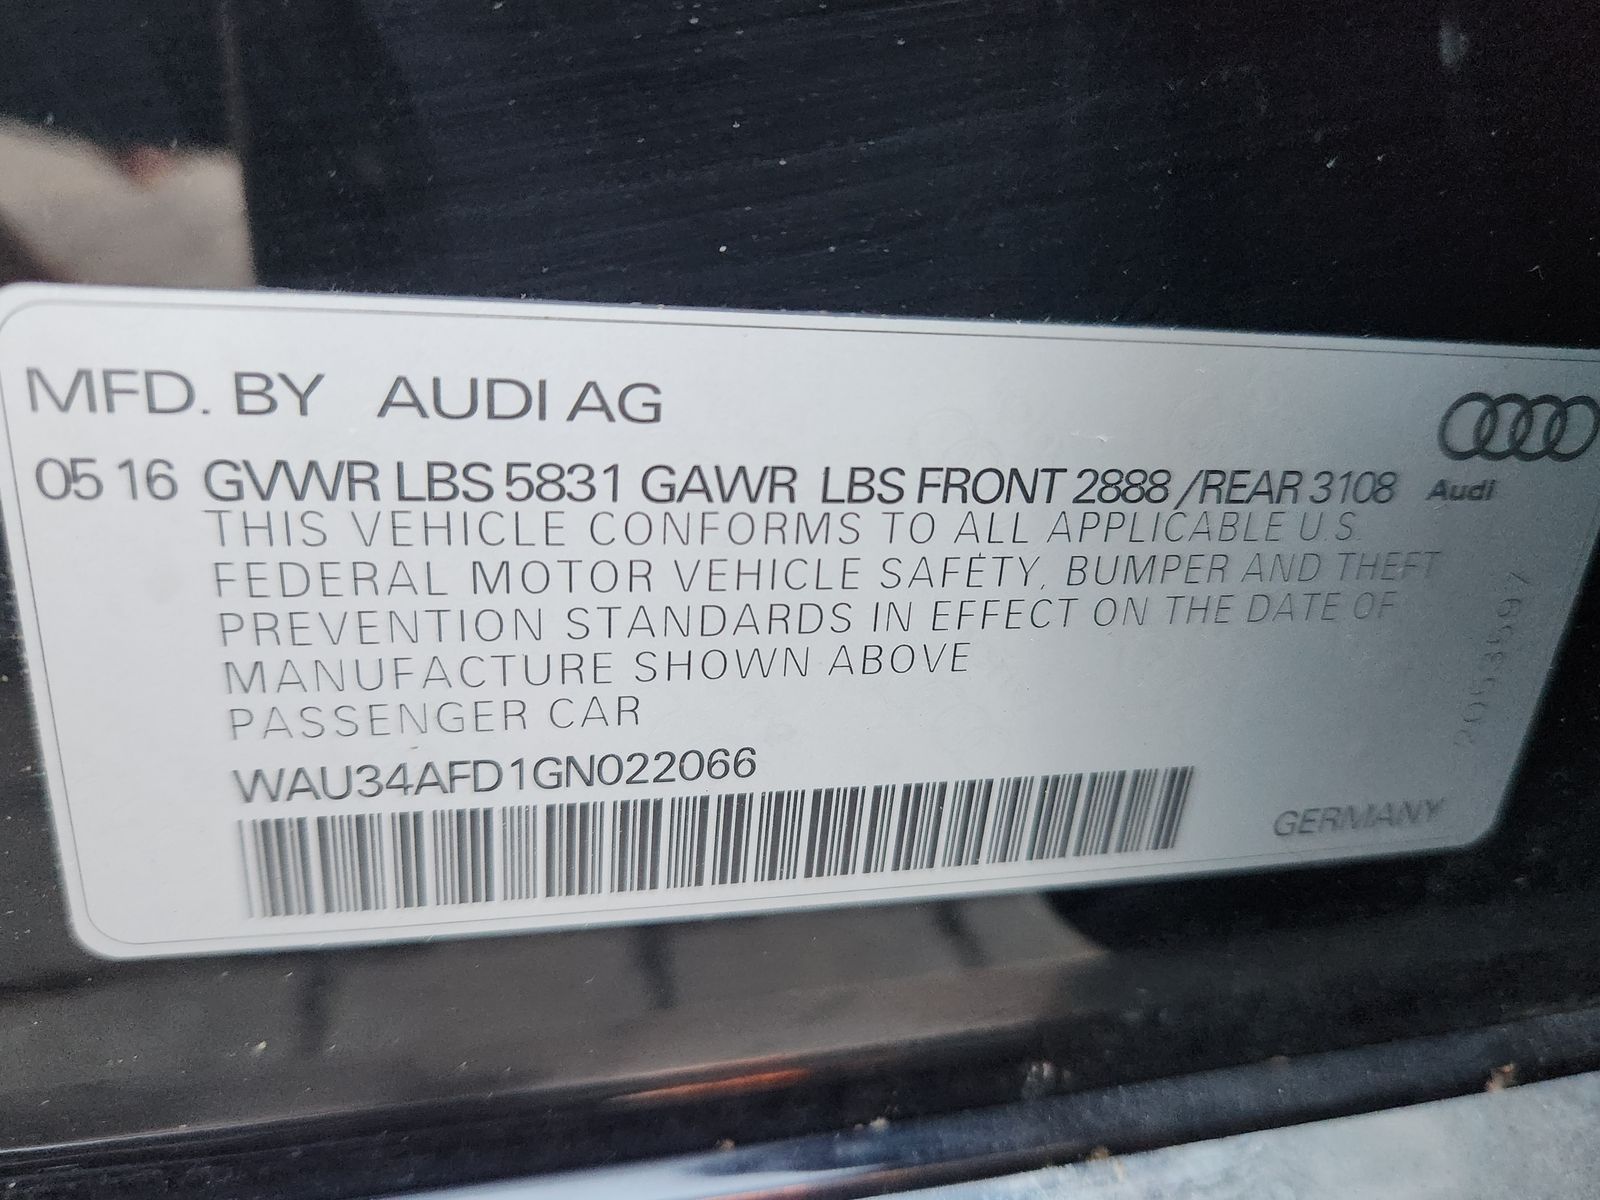 MFD. BY AUDI AG
05 16 GVWR LBS 5831 GAWR LBS FRONT 2888 /REAR 3108 Audi
THIS VEHICLE CONFORMS TO ALL APPLICABLE U.S.
FEDERAL MOTOR VEHICLE SAFETY, BUMPER AND THEFT
PREVENTION STANDARDS IN EFFECT ON THE DATE OF
MANUFACTURE SHOWN ABOVE
PASSENGER CAR
WAU34AFD1GN022066
GERMANY